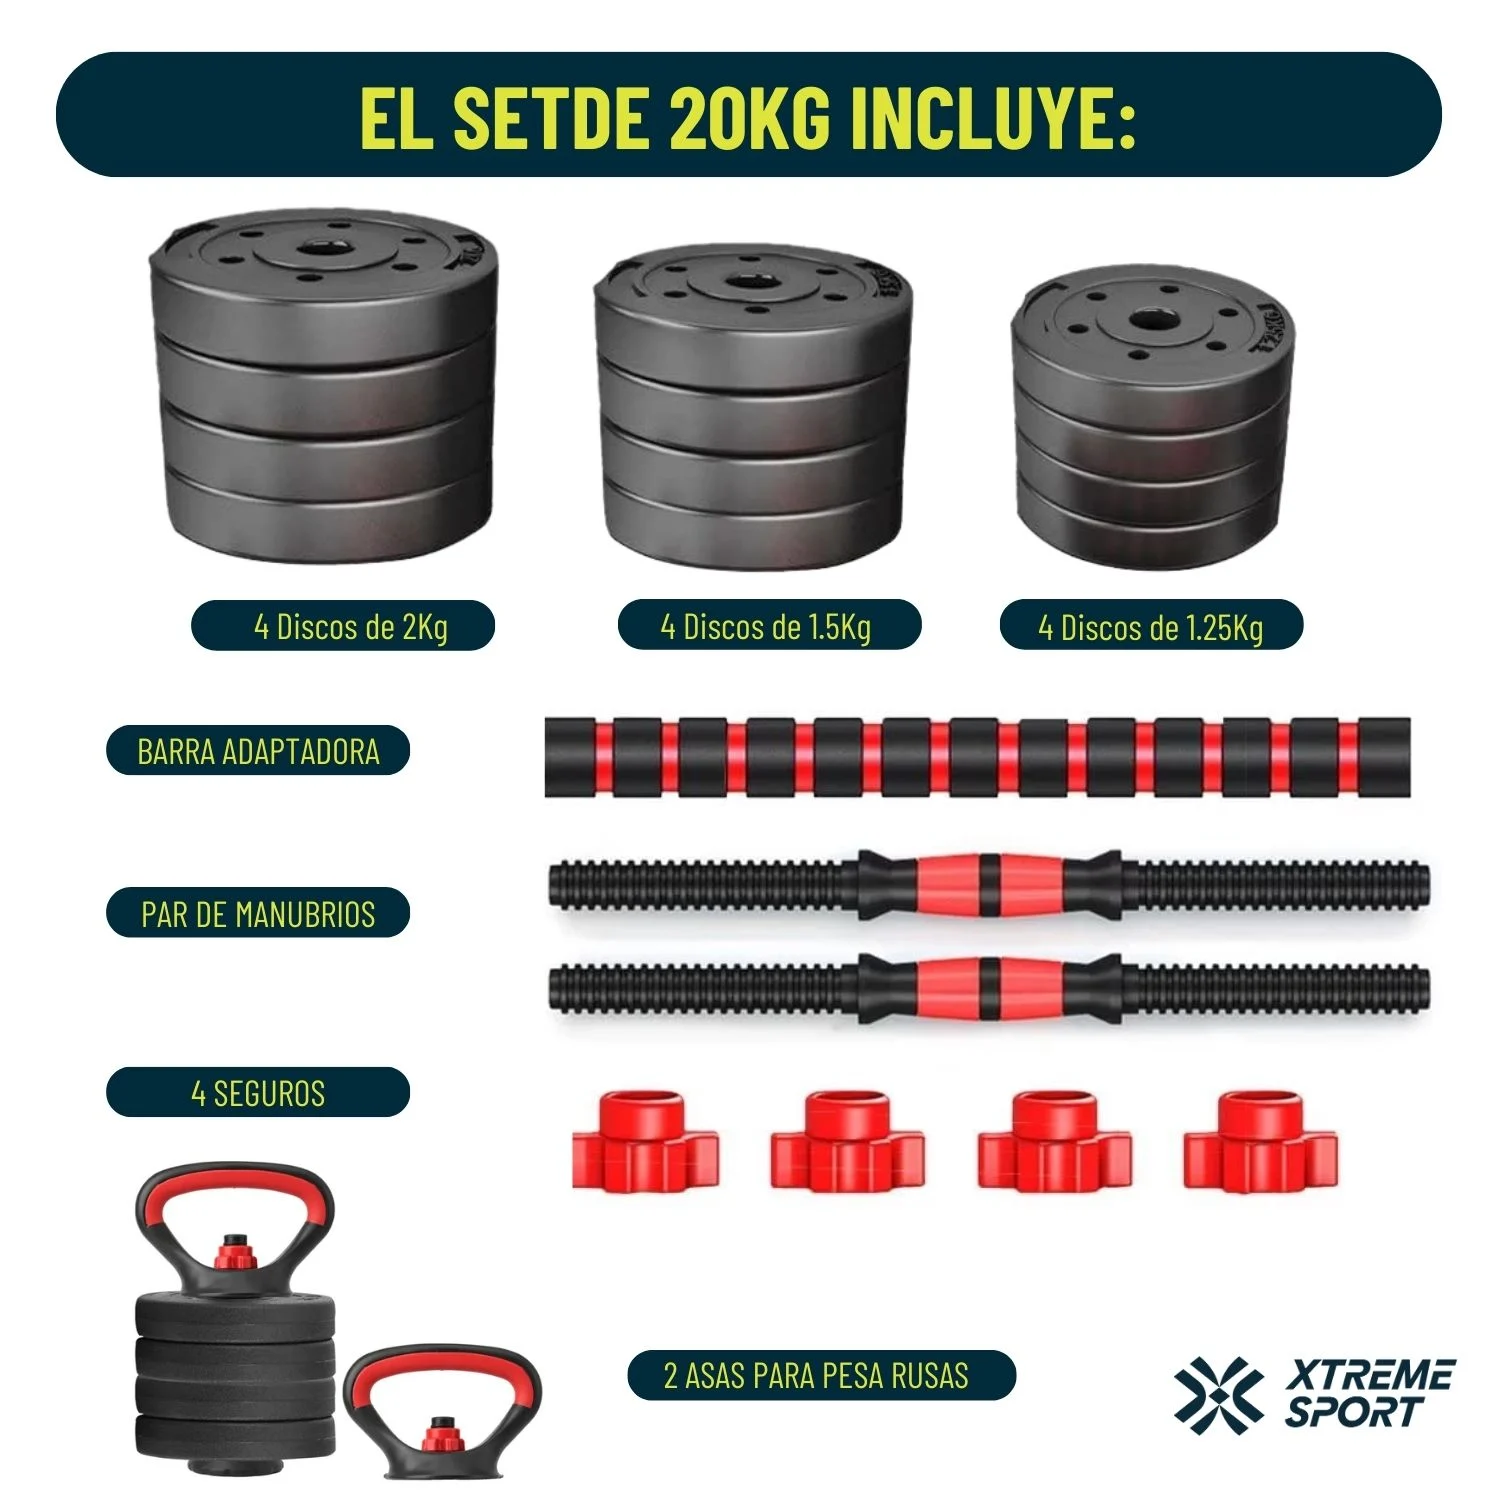 EL SETDE 20KG INCLUYE:
4 Discos de 2Kg
4 Discos de 1.5Kg
4 Discos de 1.25Kg
BARRA ADAPTADORA
PAR DE MANUBRIOS
4 SEGUROS
2 ASAS PARA PESA RUSAS
XTREME
SPORT